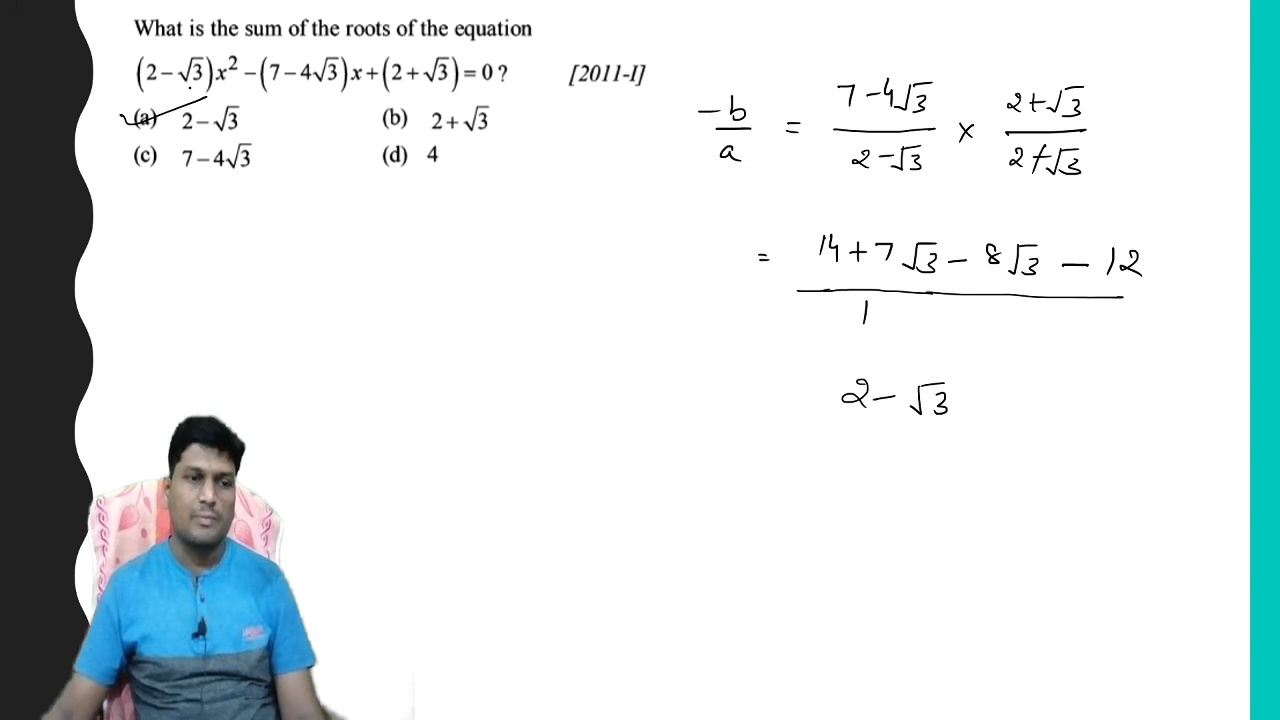 What is the sum of the roots of the equation
(2−√3)x² −(7−4√3)x+(2+√3)=0? [2011-I]
(a) 2−√3 (b) 2+√3
(c) 7−4√3 (d) 4
-b/a = 7-4√3/2-√3 × 2+√3/2+√3
= 14+7√3-8√3-12/1
2-√3